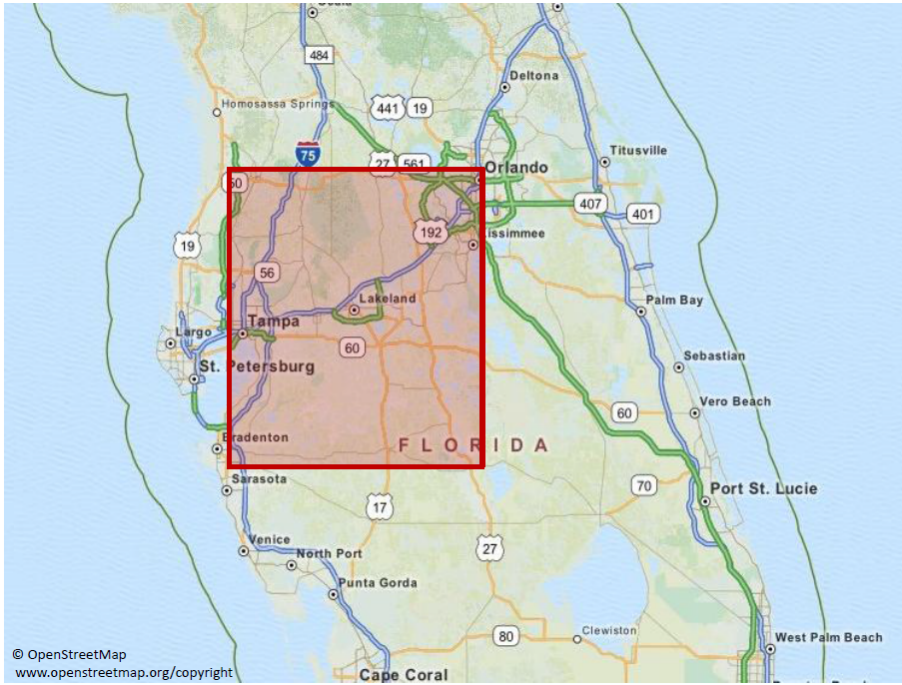 Ocala
484
Deltona
Homosassa Springs
441
19
Titusville
75
27
561
Orlando
50
407
401
192
Kissimmee
19
56
Lakeland
Palm Bay
Tampa
Largo
60
Sebastian
St. Petersburg
Vero Beach
60
Bradenton
FLORIDA
Sarasota
70
Port St. Lucie
17
Venice
27
North Port
Punta Gorda
80
Clewiston
West Palm Beach
© OpenStreetMap
www.openstreetmap.org/copyright
Cape Coral